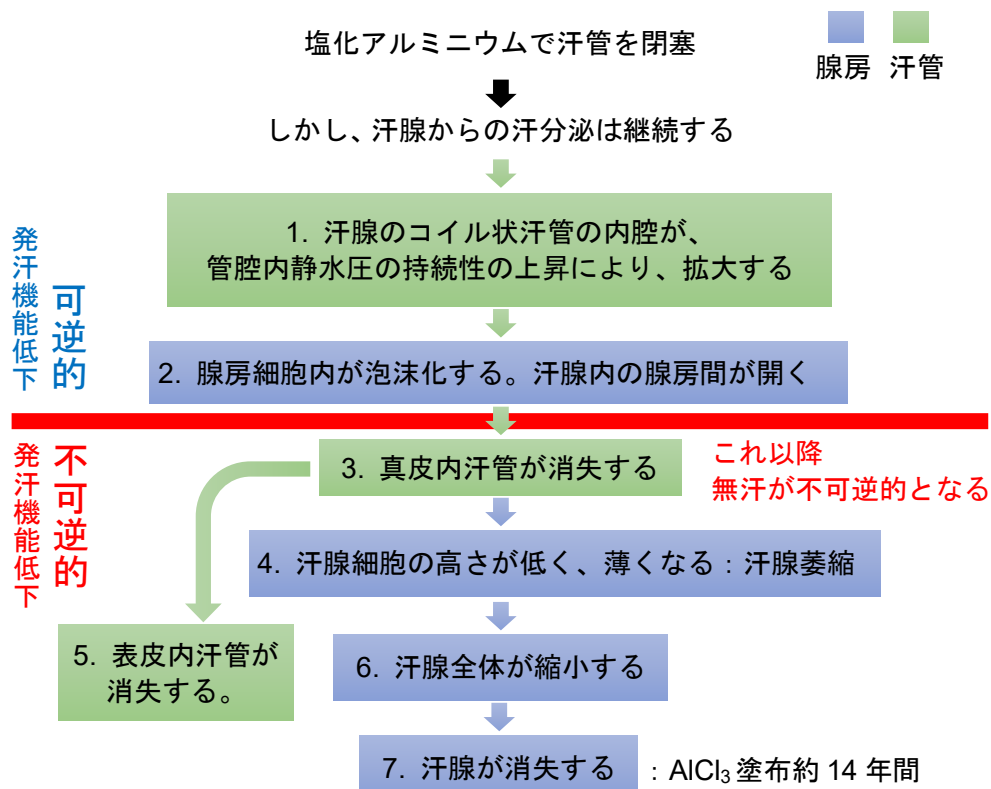 塩化アルミニウムで汗管を閉塞
腺房 汗管
しかし、汗腺からの汗分泌は継続する
発汗機能低下
可逆的
1. 汗腺のコイル状汗管の内腔が、
管腔内静水圧の持続性の上昇により、拡大する
2. 腺房細胞内が泡沫化する。汗腺内の腺房間が開く
発汗機能低下
不可逆的
3. 真皮内汗管が消失する
これ以降
無汗が不可逆的となる
4. 汗腺細胞の高さが低く、薄くなる：汗腺萎縮
5. 表皮内汗管が
消失する。
6. 汗腺全体が縮小する
7. 汗腺が消失する ：AlCl₃塗布約 14 年間